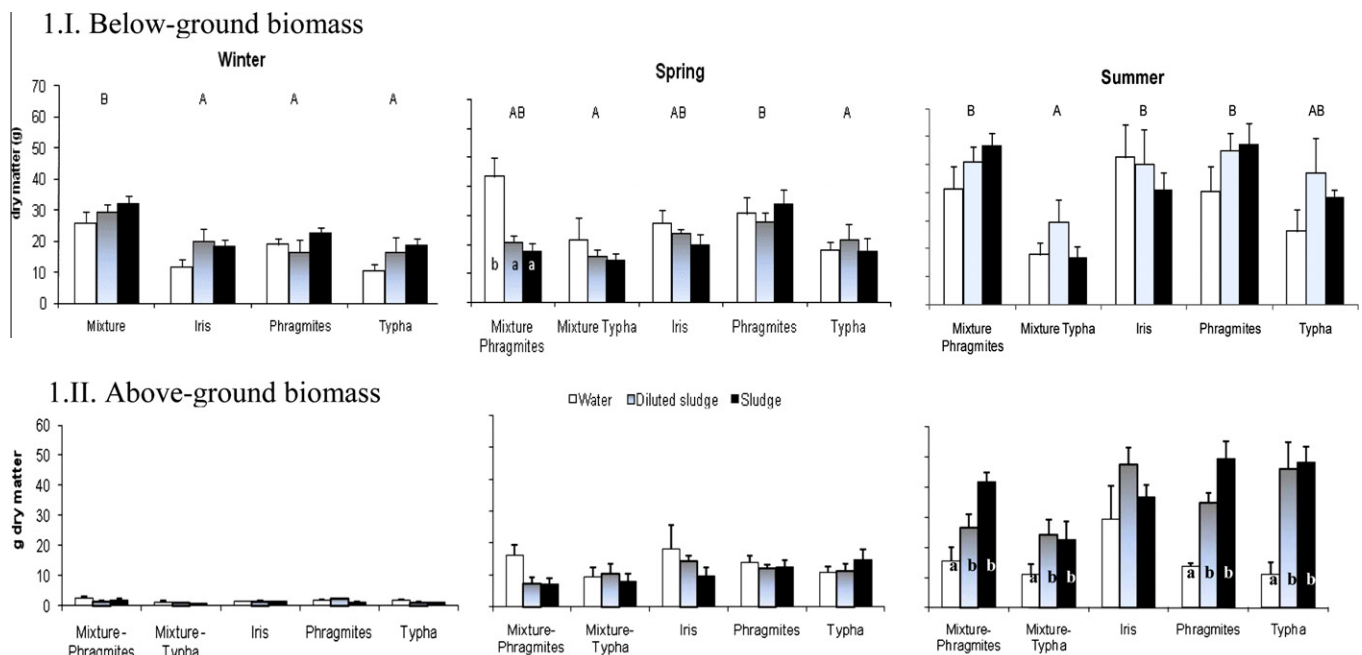 1.I. Below-ground biomass
Winter
Spring
Summer
dry matter (g)
70
60
50
40
30
20
10
0
B A A A
AB A AB B A
B A B B AB
b a a
Mixture Iris Phragmites Typha
Mixture Phragmites
Mixture Typha
Iris
Phragmites
Typha
Mixture Phragmites
Mixture Typha
Iris
Phragmites
Typha
1.II. Above-ground biomass
Water Diluted sludge Sludge
g dry matter
60
50
40
30
20
10
0
a b b
a b b
a b b
a b b
Mixture-
Phragmites
Mixture-
Typha
Iris
Phragmites
Typha
Mixture-
Phragmites
Mixture-
Typha
Iris
Phragmites
Typha
Mixture-
Phragmites
Mixture-
Typha
Iris
Phragmites
Typha